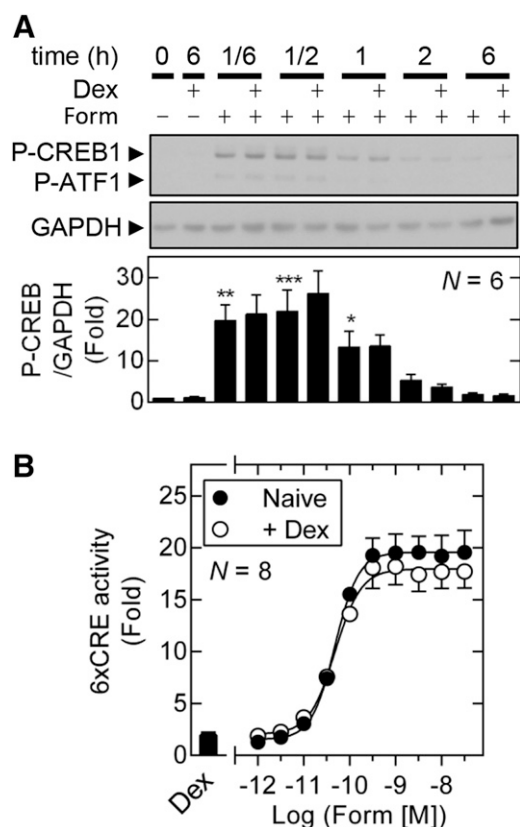 A
time (h) 0 6 1/6 1/2 1 2 6
Dex + + + + + +
Form – – + + + + + + + + + +
P-CREB1
P-ATF1
GAPDH
P-CREB
/GAPDH
(Fold)
30
20
10
0
** *** *
N = 6
B
6xCRE activity
(Fold)
25
20
15
10
5
0
Naive
+ Dex
N = 8
Dex
-12 -11 -10 -9 -8
Log (Form [M])